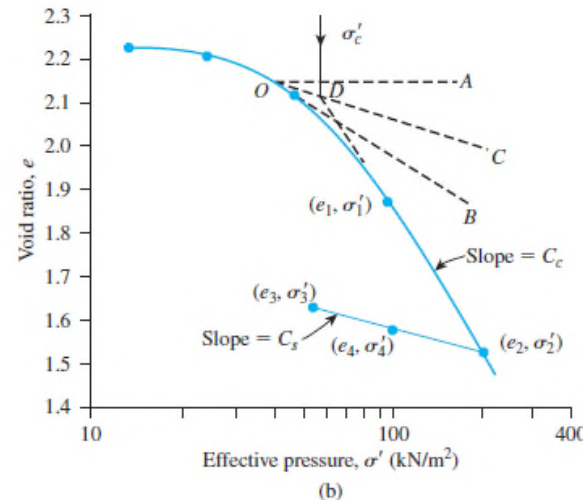 2.3
2.2
2.1
2.0
1.9
1.8
1.7
1.6
1.5
1.4
Void ratio, e
σ′c
O
D
A
C
B
(e1, σ′1)
Slope = Cc
(e3, σ′3)
Slope = Cs
(e4, σ′4)
(e2, σ′2)
10
100
400
Effective pressure, σ′ (kN/m²)
(b)